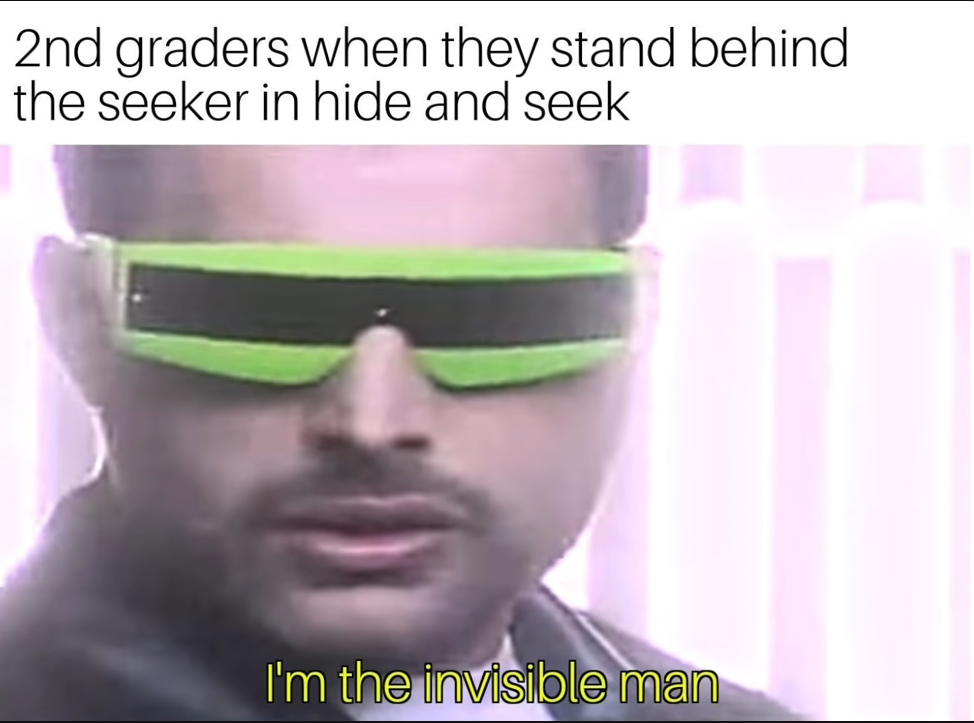 2nd graders when they stand behind
the seeker in hide and seek
I'm the invisible man